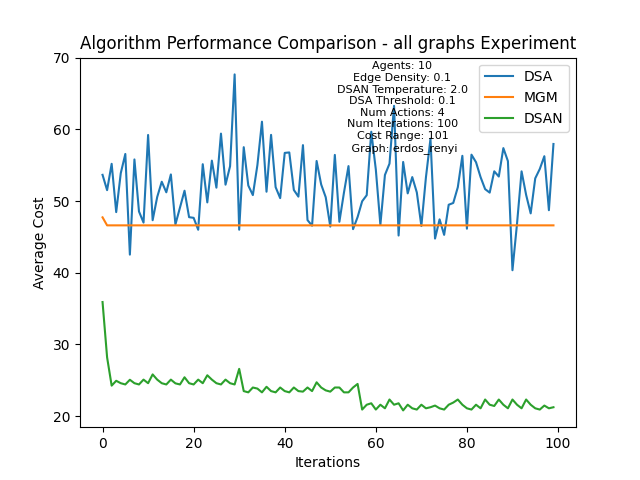 Algorithm Performance Comparison - all graphs Experiment
Agents: 10
Edge Density: 0.1
DSAN Temperature: 2.0
DSA Threshold: 0.1
Num Actions: 4
Num Iterations: 100
Cost Range: 101
Graph: erdos_renyi
DSA
MGM
DSAN
70
60
50
40
30
20
Average Cost
0
20
40
60
80
100
Iterations